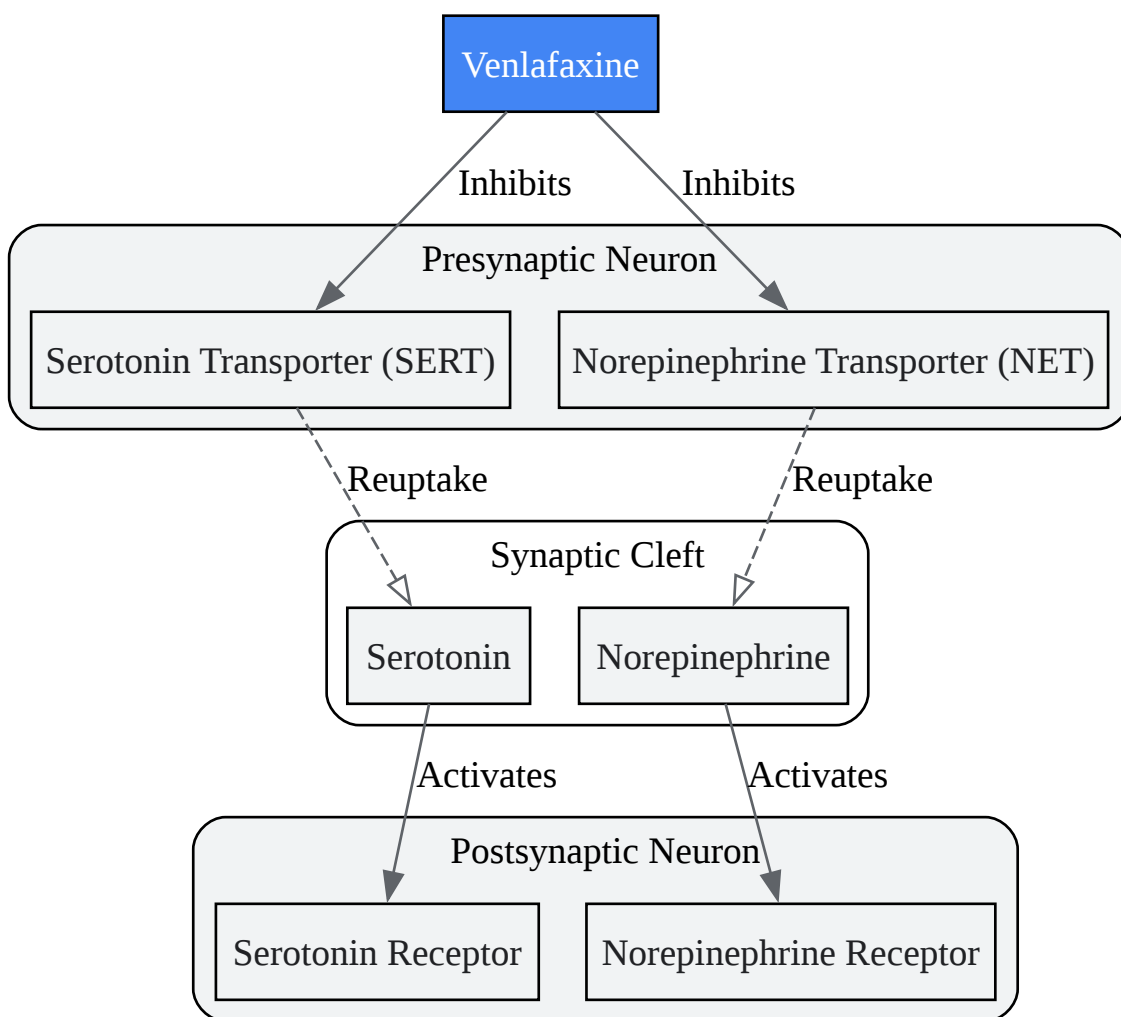 Venlafaxine
Inhibits
Inhibits
Presynaptic Neuron
Serotonin Transporter (SERT)
Norepinephrine Transporter (NET)
Reuptake
Reuptake
Synaptic Cleft
Serotonin
Norepinephrine
Activates
Activates
Postsynaptic Neuron
Serotonin Receptor
Norepinephrine Receptor